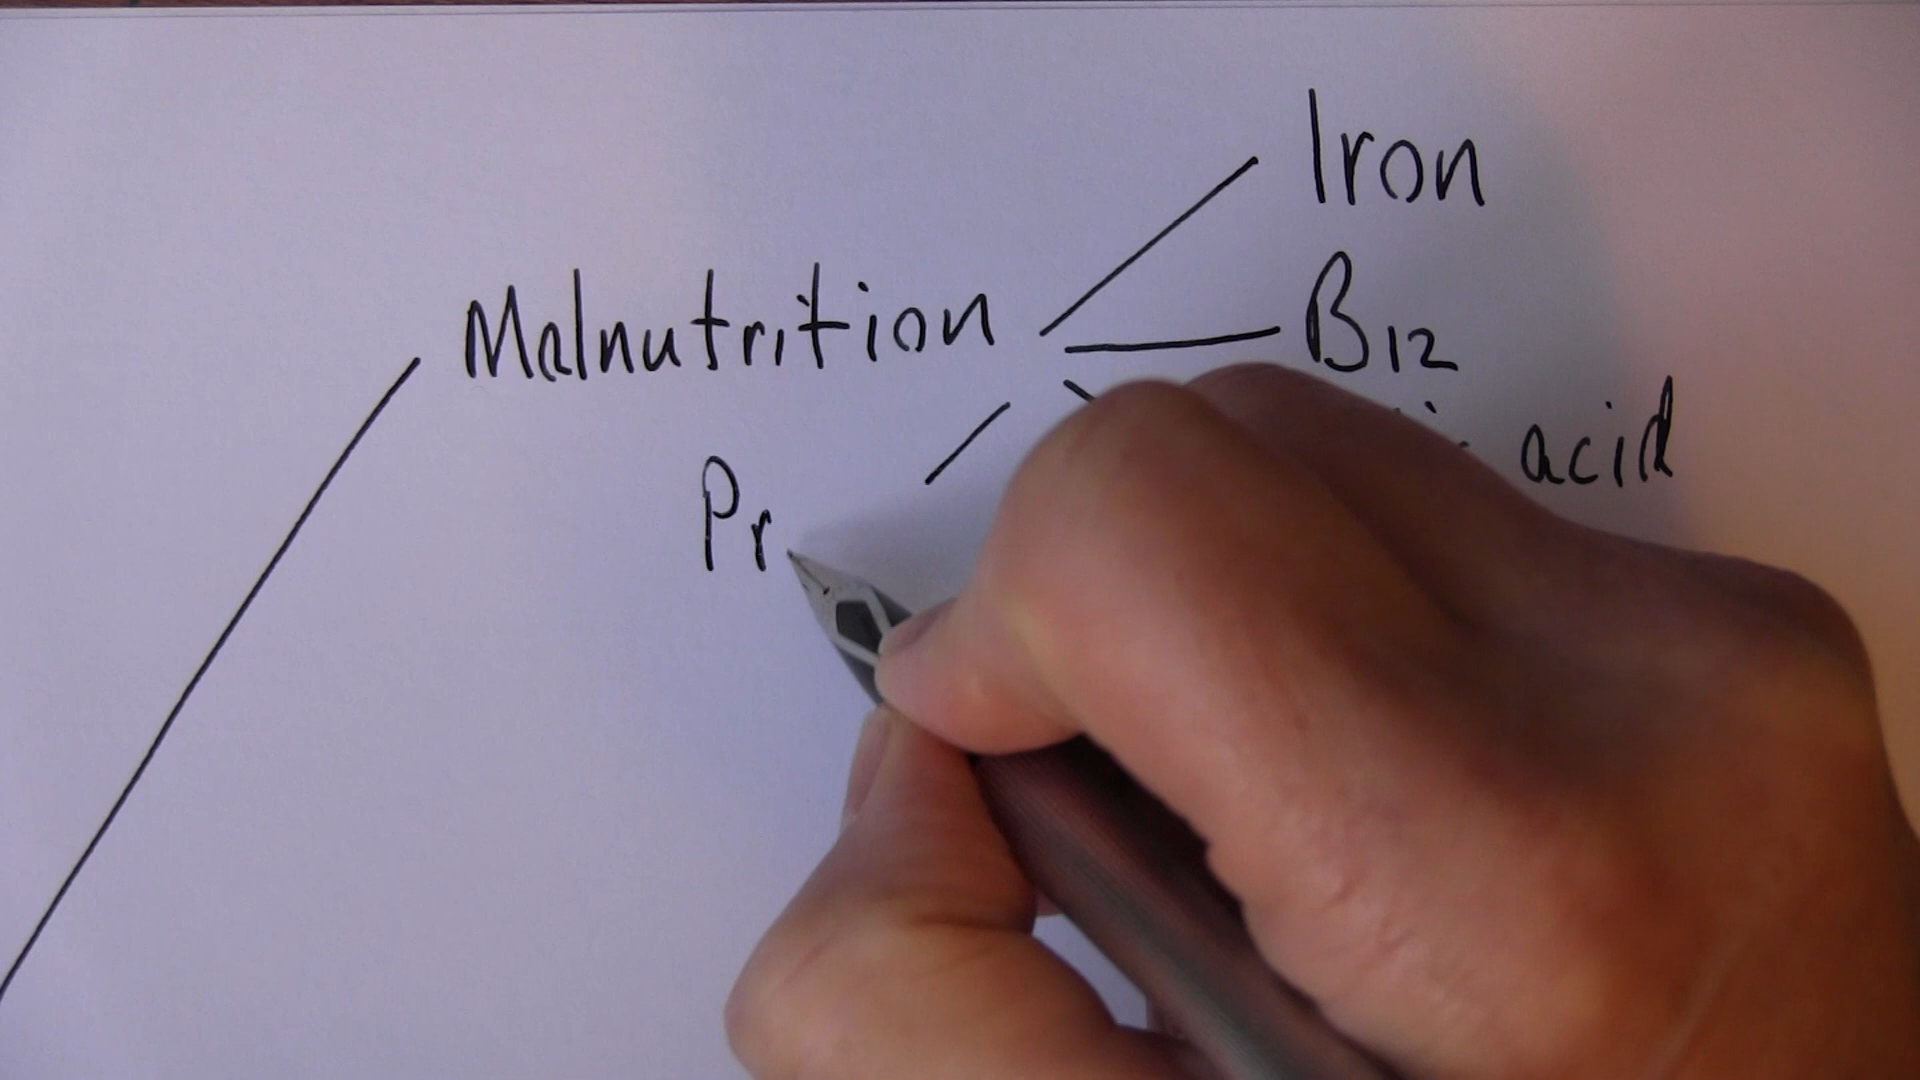 Iron
Malnutrition
B12
acid
Pr